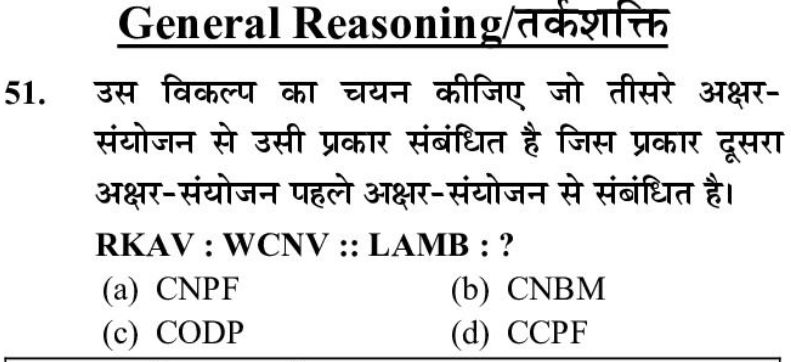 General Reasoning/तर्कशक्ति
51. उस विकल्प का चयन कीजिए जो तीसरे अक्षर-
संयोजन से उसी प्रकार संबंधित है जिस प्रकार दूसरा
अक्षर-संयोजन पहले अक्षर-संयोजन से संबंधित है।
RKAV : WCNV :: LAMB : ?
(a) CNPF (b) CNBM
(c) CODP (d) CCPF